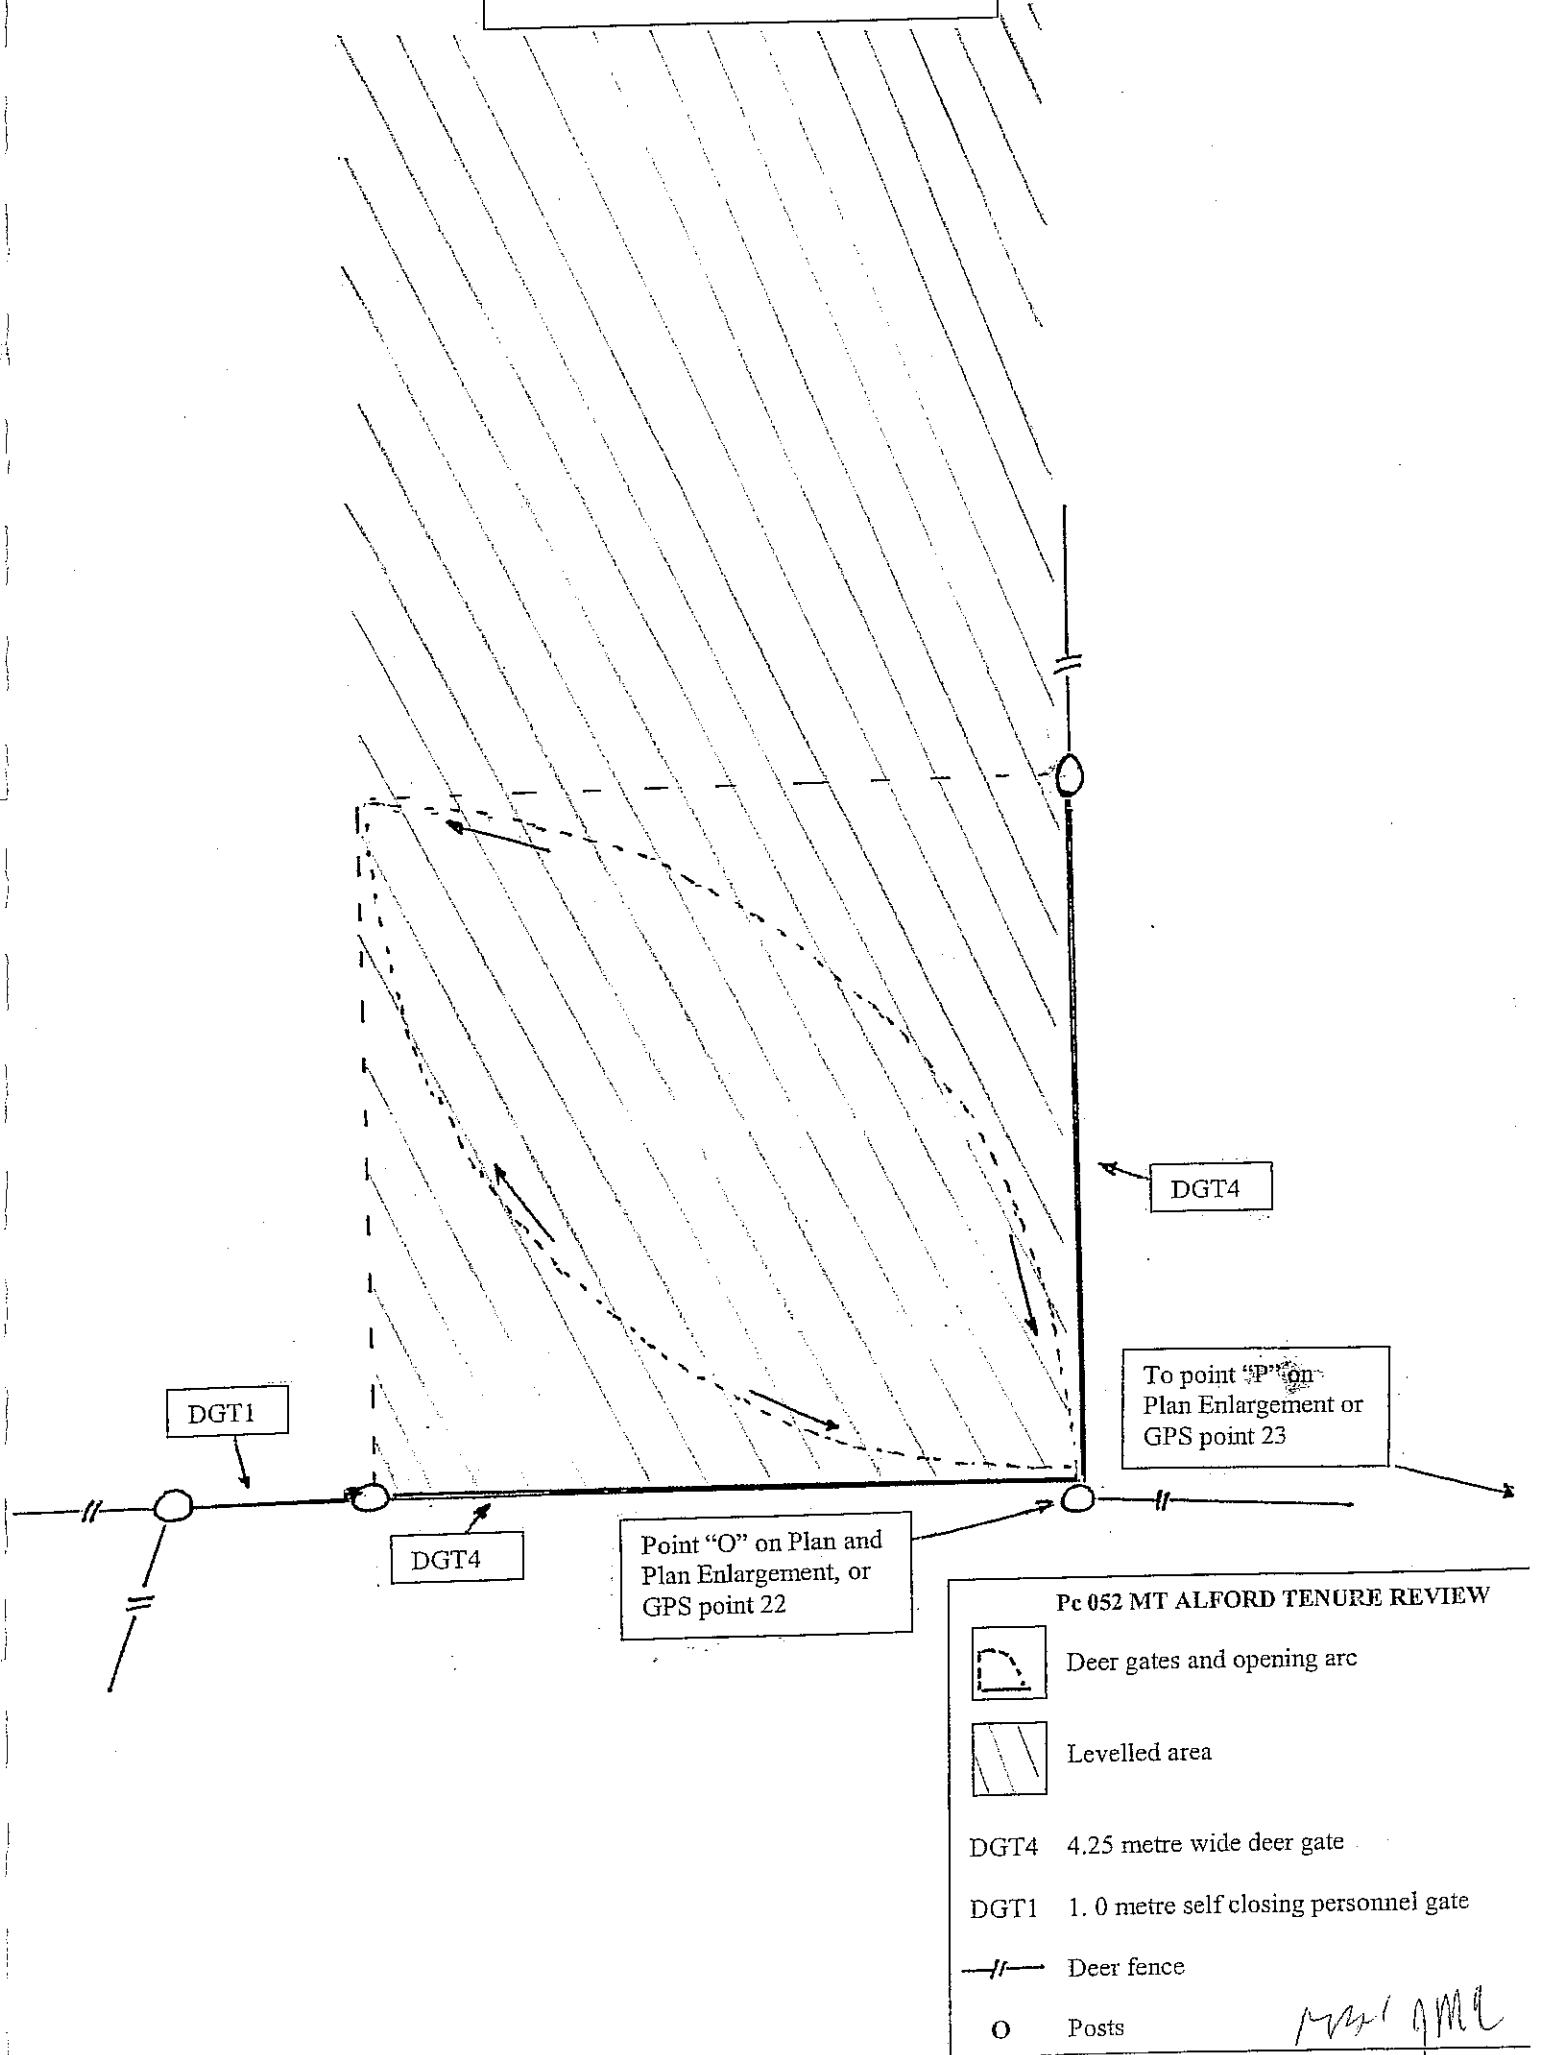 DGT4
To point "P" on
Plan Enlargement or
GPS point 23
DGT1
DGT4
Point “O” on Plan and
Plan Enlargement, or
GPS point 22
Pc 052 MT ALFORD TENURE REVIEW
Deer gates and opening arc
Levelled area
DGT4 4.25 metre wide deer gate
DGT1 1. 0 metre self closing personnel gate
Deer fence
O Posts